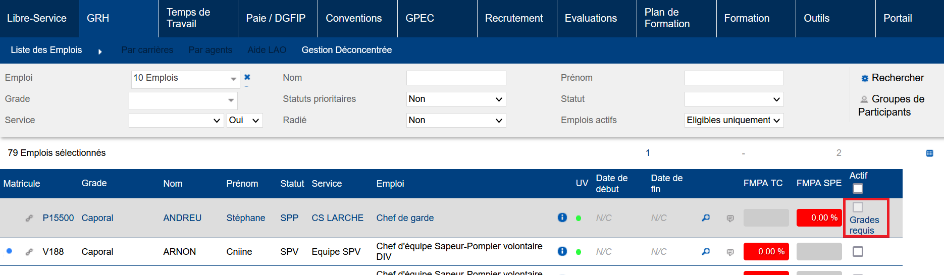 Libre-Service GRH Temps de Travail Paie / DGFIP Conventions GPEC Recrutement Evaluations Plan de Formation Formation Outils Portail
Liste des Emplois Par carrières Par agents Aide LAO Gestion Déconcentrée
Emploi 10 Emplois Nom Prénom Rechercher
Grade Statuts prioritaires Non Statut Groupes de Participants
Service Oui Radié Non Emplois actifs Eligibles uniquement
79 Emplois sélectionnés 1 - 2
Matricule Grade Nom Prénom Statut Service Emploi UV Date de début Date de fin FMPA TC FMPA SPE Actif
P15500 Caporal ANDREU Stéphane SPP CS LARCHE Chef de garde N/C N/C 0.00 % Grades requis
V188 Caporal ARNON Cniine SPV Equipe SPV Chef d'équipe Sapeur-Pompier volontaire DIV N/C N/C 0.00 %